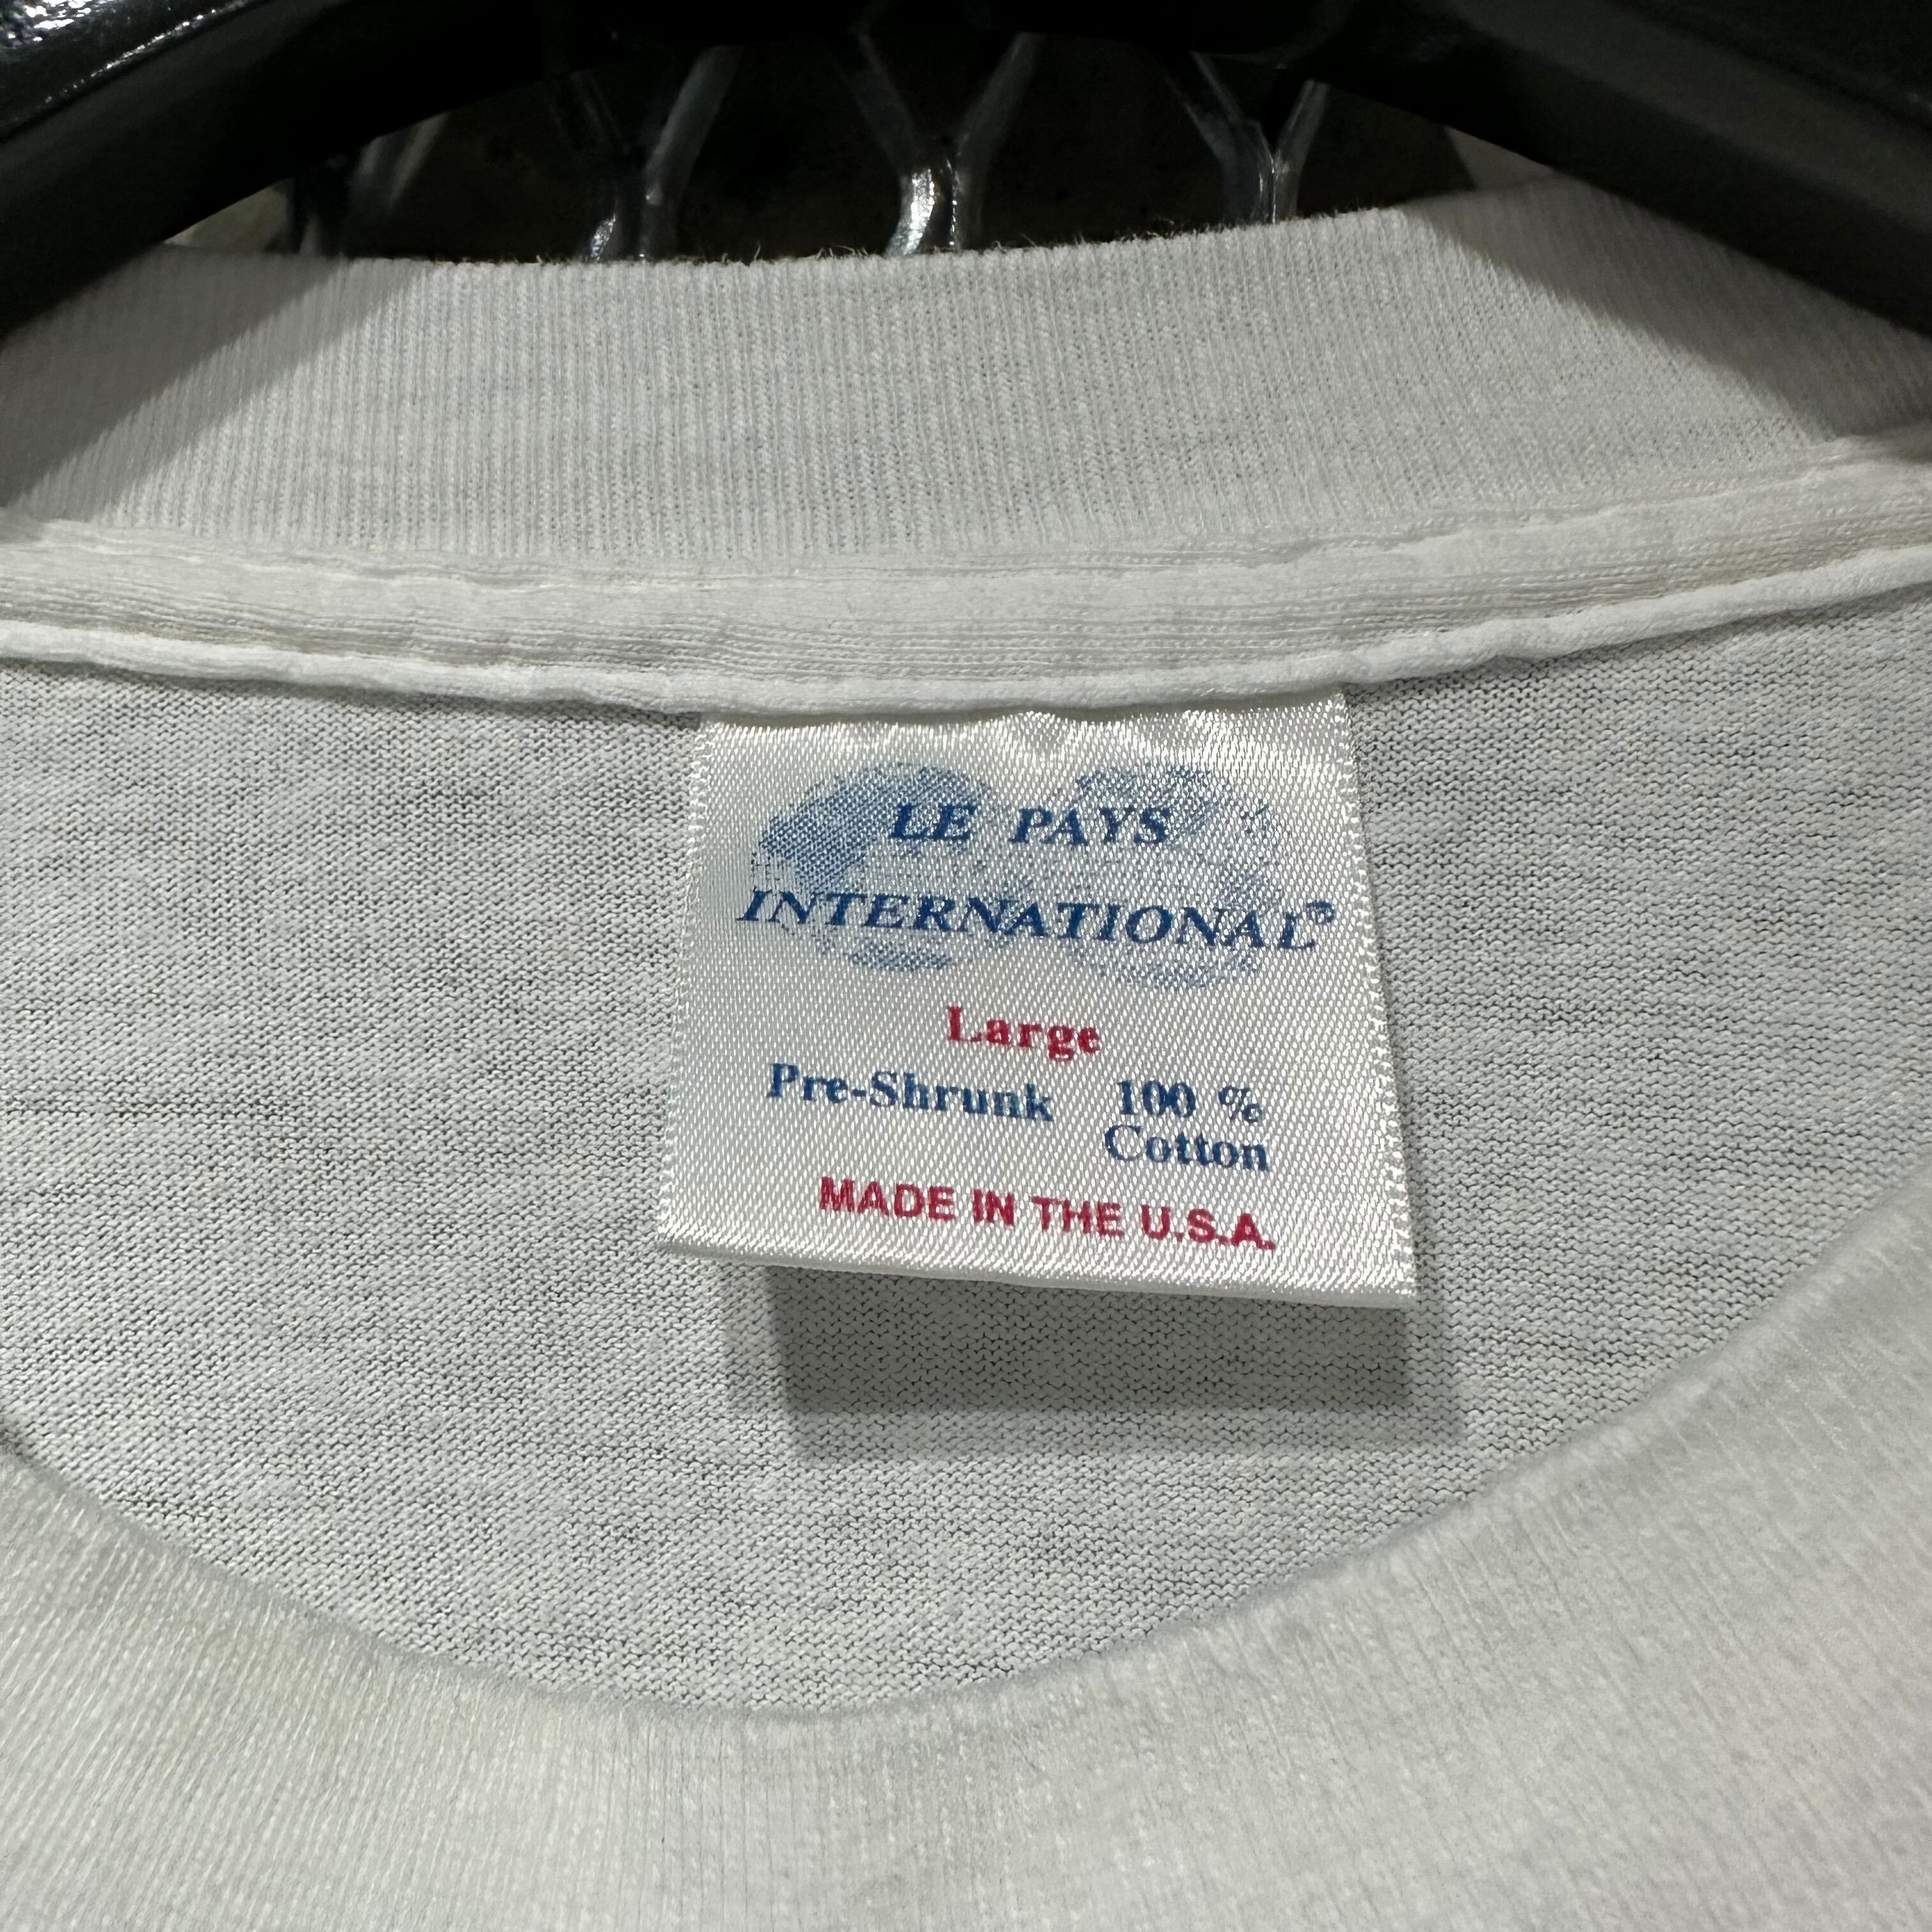 LE PAYS
INTERNATIONAL®
Large
Pre-Shrunk 100 %
Cotton
MADE IN THE U.S.A.